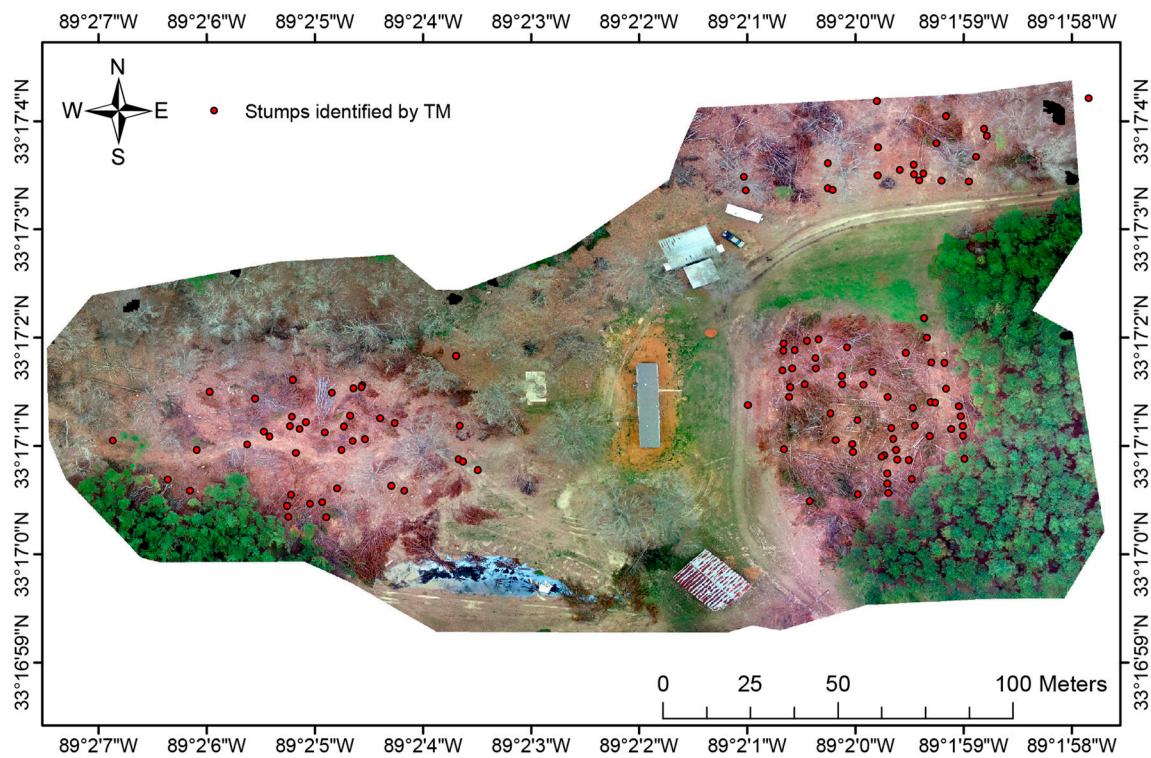 89°2'7"W 89°2'6"W 89°2'5"W 89°2'4"W 89°2'3"W 89°2'2"W 89°2'1"W 89°2'0"W 89°1'59"W 89°1'58"W
N
W E
S
Stumps identified by TM
33°17'4"N 33°17'4"N
33°17'3"N 33°17'3"N
33°17'2"N 33°17'2"N
33°17'1"N 33°17'1"N
33°17'0"N 33°17'0"N
33°16'59"N 33°16'59"N
0 25 50 100 Meters
89°2'7"W 89°2'6"W 89°2'5"W 89°2'4"W 89°2'3"W 89°2'2"W 89°2'1"W 89°2'0"W 89°1'59"W 89°1'58"W